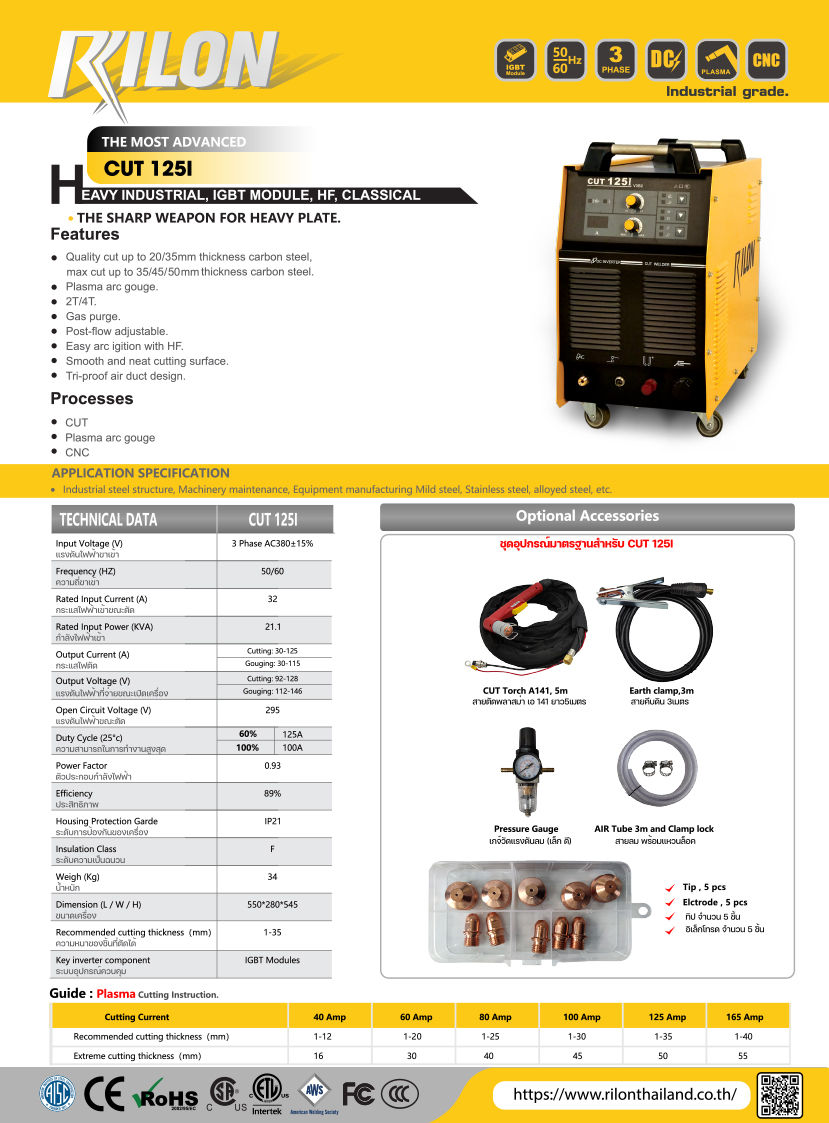 RILON
IGBT
Module
50
60
Hz
3
PHASE
DC
PLASMA
CNC
Industrial grade.
THE MOST ADVANCED
CUT 125I
HEAVY INDUSTRIAL, IGBT MODULE, HF, CLASSICAL
• THE SHARP WEAPON FOR HEAVY PLATE.
Features
● Quality cut up to 20/35mm thickness carbon steel,
max cut up to 35/45/50mm thickness carbon steel.
● Plasma arc gouge.
● 2T/4T.
● Gas purge.
● Post-flow adjustable.
● Easy arc igition with HF.
● Smooth and neat cutting surface.
● Tri-proof air duct design.
Processes
● CUT
● Plasma arc gouge
● CNC
CUT 125I
DC INVERTER CUT WELDER
RILON
APPLICATION SPECIFICATION
• Industrial steel structure, Machinery maintenance, Equipment manufacturing Mild steel, Stainless steel, alloyed steel, etc.
TECHNICAL DATA CUT 125I
Input Voltage (V) 3 Phase AC380±15%
แรงดันไฟฟ้าขาเข้า
Frequency (HZ) 50/60
ความถี่ขาเข้า
Rated Input Current (A) 32
กระแสไฟฟ้าเข้าขณะตัด
Rated Input Power (KVA) 21.1
กำลังไฟฟ้าเข้า
Output Current (A) Cutting: 30-125
กระแสไฟตัด Gouging: 30-115
Output Voltage (V) Cutting: 92-128
แรงดันไฟฟ้าที่จ่ายขณะเปิดเครื่อง Gouging: 112-146
Open Circuit Voltage (V) 295
แรงดันไฟฟ้าขณะตัด
Duty Cycle (25°c) 60% 125A
ความสามารถในการทำงานสูงสุด 100% 100A
Power Factor 0.93
ตัวประกอบกำลังไฟฟ้า
Efficiency 89%
ประสิทธิภาพ
Housing Protection Garde IP21
ระดับการป้องกันของเครื่อง
Insulation Class F
ระดับความเป็นฉนวน
Weigh (Kg) 34
น้ำหนัก
Dimension (L / W / H) 550*280*545
ขนาดเครื่อง
Recommended cutting thickness (mm) 1-35
ความหนาของชิ้นที่ตัดได้
Key inverter component IGBT Modules
ระบบอุปกรณ์ควบคุม
Optional Accessories
ชุดอุปกรณ์มาตรฐานสำหรับ CUT 125I
CUT Torch A141, 5m
สายตัดพลาสม่า เอ 141 ยาว5เมตร
Earth clamp,3m
สายคีบดิน 3เมตร
Pressure Gauge
เกจ์วัดแรงดันลม (เล็ก ดี)
AIR Tube 3m and Clamp lock
สายลม พร้อมแหวนล็อค
Tip , 5 pcs
Elctrode , 5 pcs
ทิป จำนวน 5 ชิ้น
อิเล็คโทรด จำนวน 5 ชิ้น
Guide : Plasma Cutting Instruction.
Cutting Current 40 Amp 60 Amp 80 Amp 100 Amp 125 Amp 165 Amp
Recommended cutting thickness (mm) 1-12 1-20 1-25 1-30 1-35 1-40
Extreme cutting thickness (mm) 16 30 40 45 50 55
AISC
CE
RoHS
2002/95/EC
C SA US
c ETL US
Intertek
AWS
American Welding Society
FC
CCC
https://www.rilonthailand.co.th/